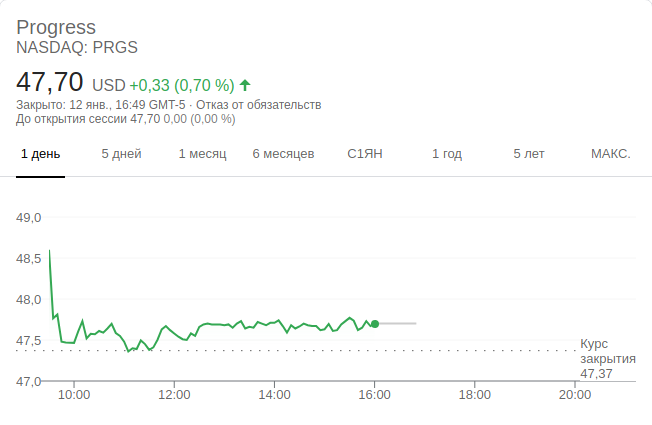 Progress
NASDAQ: PRGS
47,70 USD +0,33 (0,70 %)
Закрыто: 12 янв., 16:49 GMT-5 · Отказ от обязательств
До открытия сессии 47,70 0,00 (0,00 %)
1 день 5 дней 1 месяц 6 месяцев С1ЯН 1 год 5 лет МАКС.
49,0
48,5
48,0
47,5
Курс
закрытия
47,37
47,0
10:00 12:00 14:00 16:00 18:00 20:00